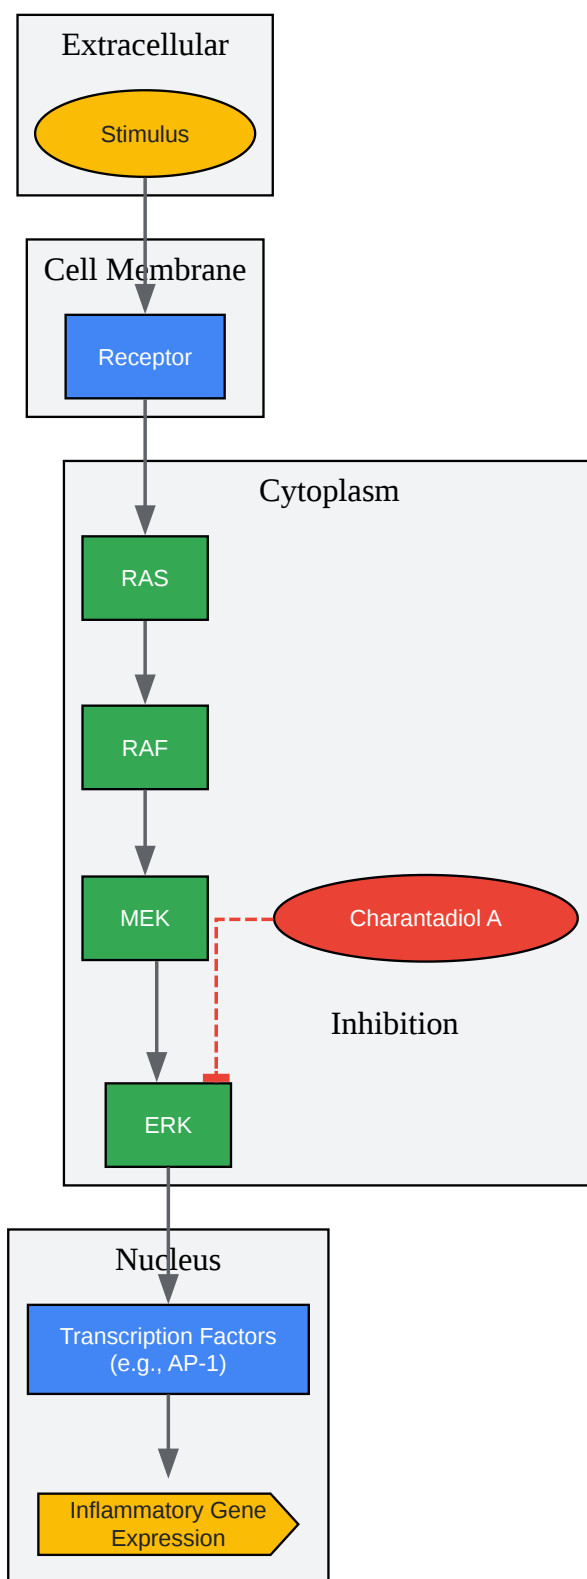 Extracellular
Stimulus
Cell Membrane
Receptor
Cytoplasm
RAS
RAF
MEK
Charantadiol A
Inhibition
ERK
Nucleus
Transcription Factors
(e.g., AP-1)
Inflammatory Gene
Expression